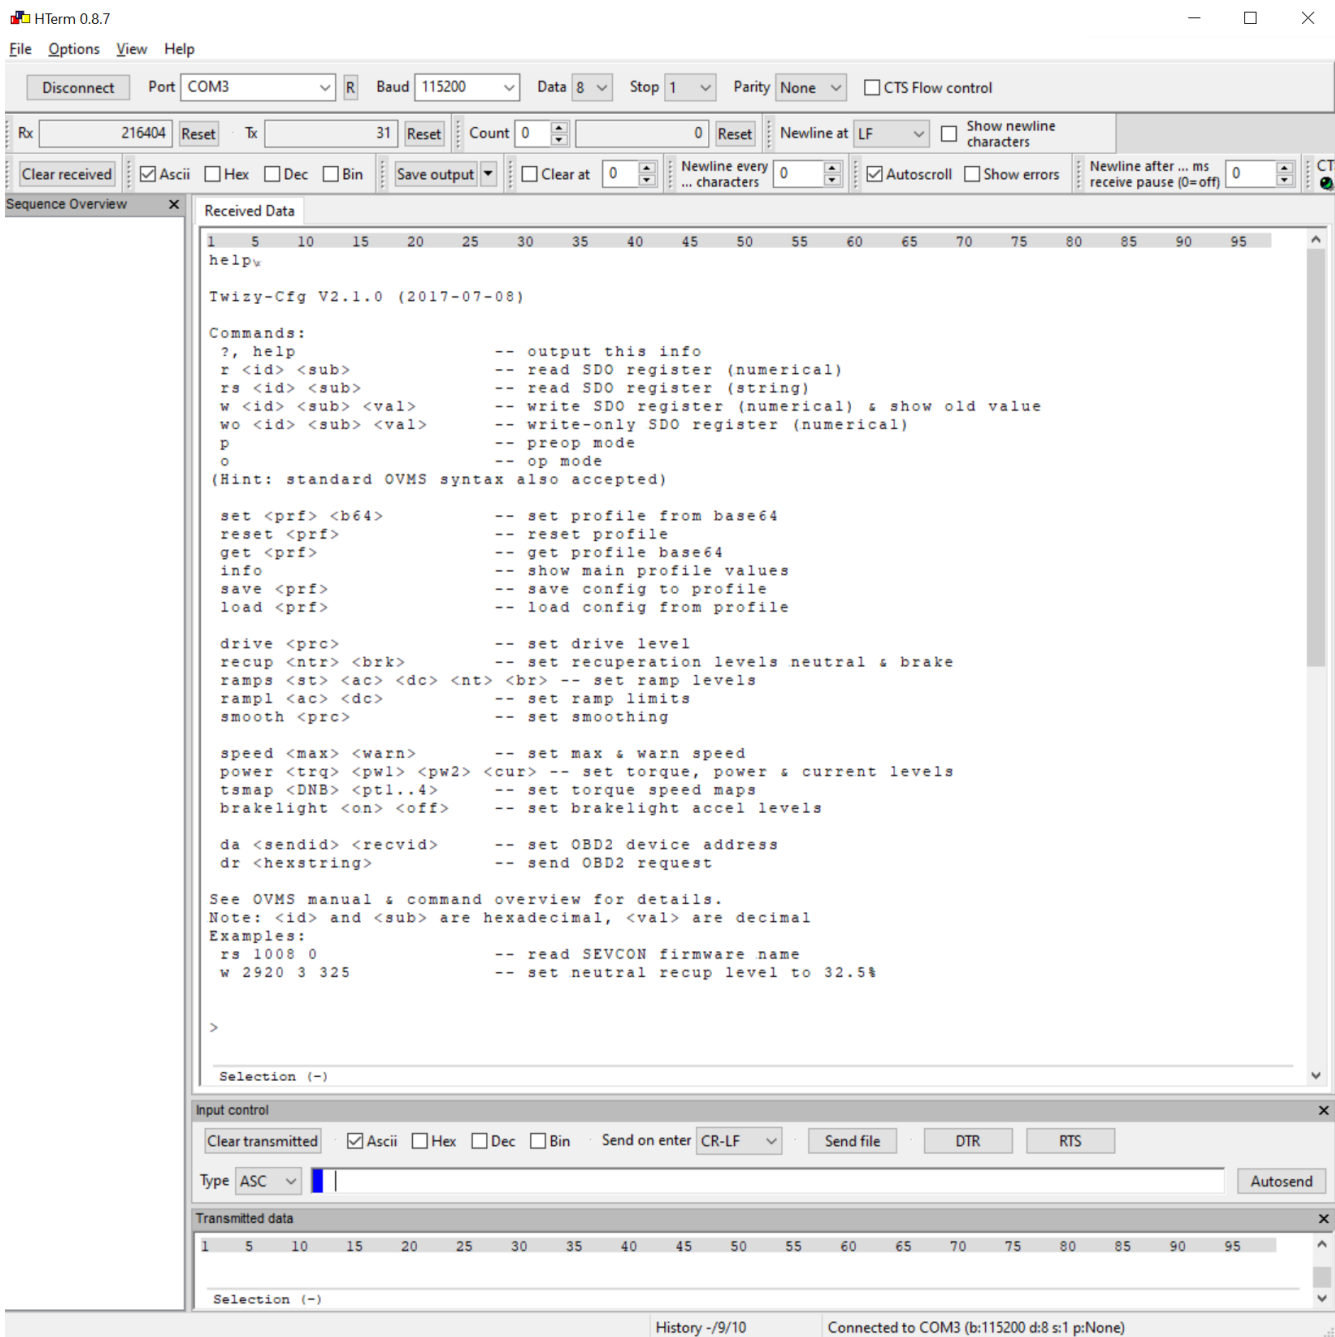 HTerm 0.8.7
File Options View Help
Disconnect Port COM3 R Baud 115200 Data 8 Stop 1 Parity None CTS Flow control
Rx 216404 Reset Tx 31 Reset Count 0 0 Reset Newline at LF Show newline characters
Clear received Ascii Hex Dec Bin Save output Clear at 0 Newline every ... characters 0 Autoscroll Show errors Newline after ... ms receive pause (0=off) 0 CT
Sequence Overview
Received Data
1 5 10 15 20 25 30 35 40 45 50 55 60 65 70 75 80 85 90 95
help
Twizy-Cfg V2.1.0 (2017-07-08)
Commands:
?, help -- output this info
r <id> <sub> -- read SDO register (numerical)
rs <id> <sub> -- read SDO register (string)
w <id> <sub> <val> -- write SDO register (numerical) & show old value
wo <id> <sub> <val> -- write-only SDO register (numerical)
p -- preop mode
o -- op mode
(Hint: standard OVMS syntax also accepted)
set <prf> <b64> -- set profile from base64
reset <prf> -- reset profile
get <prf> -- get profile base64
info -- show main profile values
save <prf> -- save config to profile
load <prf> -- load config from profile
drive <prc> -- set drive level
recup <ntr> <brk> -- set recuperation levels neutral & brake
ramps <st> <ac> <dc> <nt> <br> -- set ramp levels
rampl <ac> <dc> -- set ramp limits
smooth <prc> -- set smoothing
speed <max> <warn> -- set max & warn speed
power <trq> <pw1> <pw2> <cur> -- set torque, power & current levels
tsmap <DNB> <pt1..4> -- set torque speed maps
brakelight <on> <off> -- set brakelight accel levels
da <sendid> <recvid> -- set OBD2 device address
dr <hexstring> -- send OBD2 request
See OVMS manual & command overview for details.
Note: <id> and <sub> are hexadecimal, <val> are decimal
Examples:
rs 1008 0 -- read SEVCON firmware name
w 2920 3 325 -- set neutral recup level to 32.5%
>
Selection (-)
Input control
Clear transmitted Ascii Hex Dec Bin Send on enter CR-LF Send file DTR RTS
Type ASC Autosend
Transmitted data
1 5 10 15 20 25 30 35 40 45 50 55 60 65 70 75 80 85 90 95
Selection (-)
History -/9/10 Connected to COM3 (b:115200 d:8 s:1 p:None)